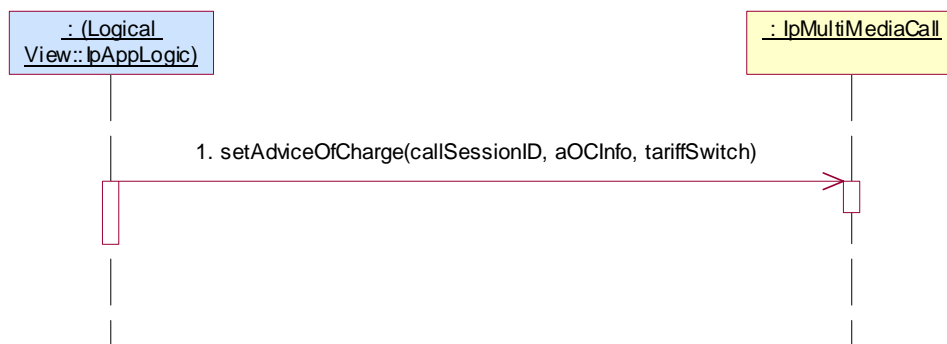 : (Logical
View::IpAppLogic)
: IpMultiMediaCall
1. setAdviceOfCharge(callSessionID, aOCInfo, tariffSwitch)